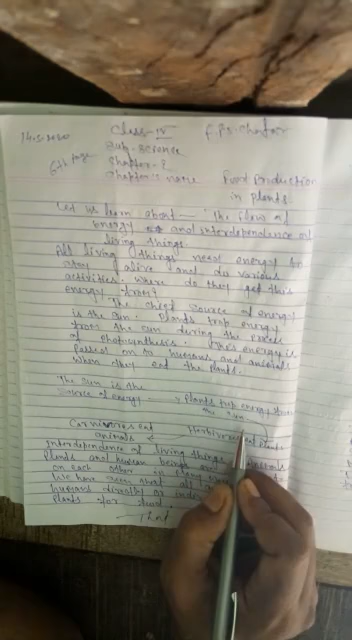 14.5.2020 Class-IV
Sub-Science
6th day Chapter-2
Chapter's name Food Production
in plants
Let us learn about — The flow of
energy and interdependence of
living things.
All living things need energy to
stay alive and do various
activities. Where do they get this
energy from?
The chief source of energy
is the sun. Plants trap energy
from the sun during the process
of photosynthesis. This energy is
passed on to humans and animals
when they eat the plants.
The sun is the
source of energy → Plants trap energy from
the sun
Carnivores eat Herbivores eat plants
animals
Interdependence of living things
Plants and human beings
on each other in many
We have seen that all
humans directly or
plants for food.